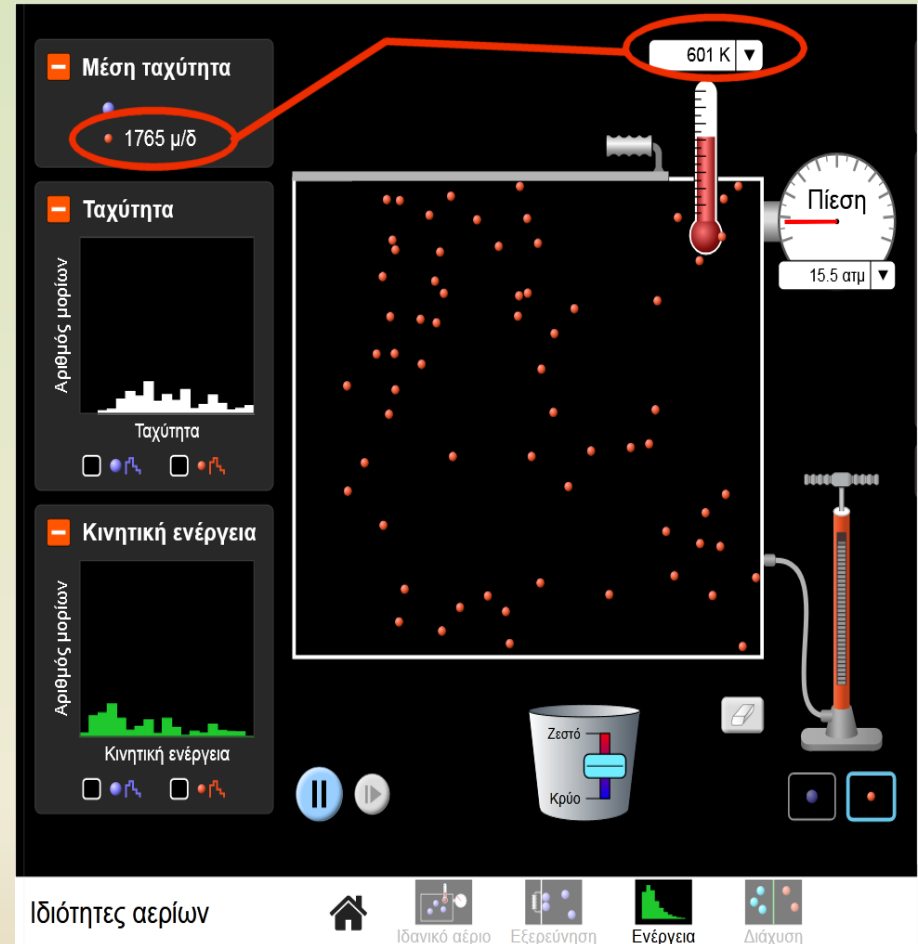 Μέση ταχύτητα
1765 μ/δ
601 K
Ταχύτητα
Αριθμός μορίων
Ταχύτητα
Πίεση
15.5 ατμ
Κινητική ενέργεια
Αριθμός μορίων
Κινητική ενέργεια
Ζεστό
Κρύο
Ιδιότητες αερίων
Ιδανικό αέριο
Εξερεύνηση
Ενέργεια
Διάχυση